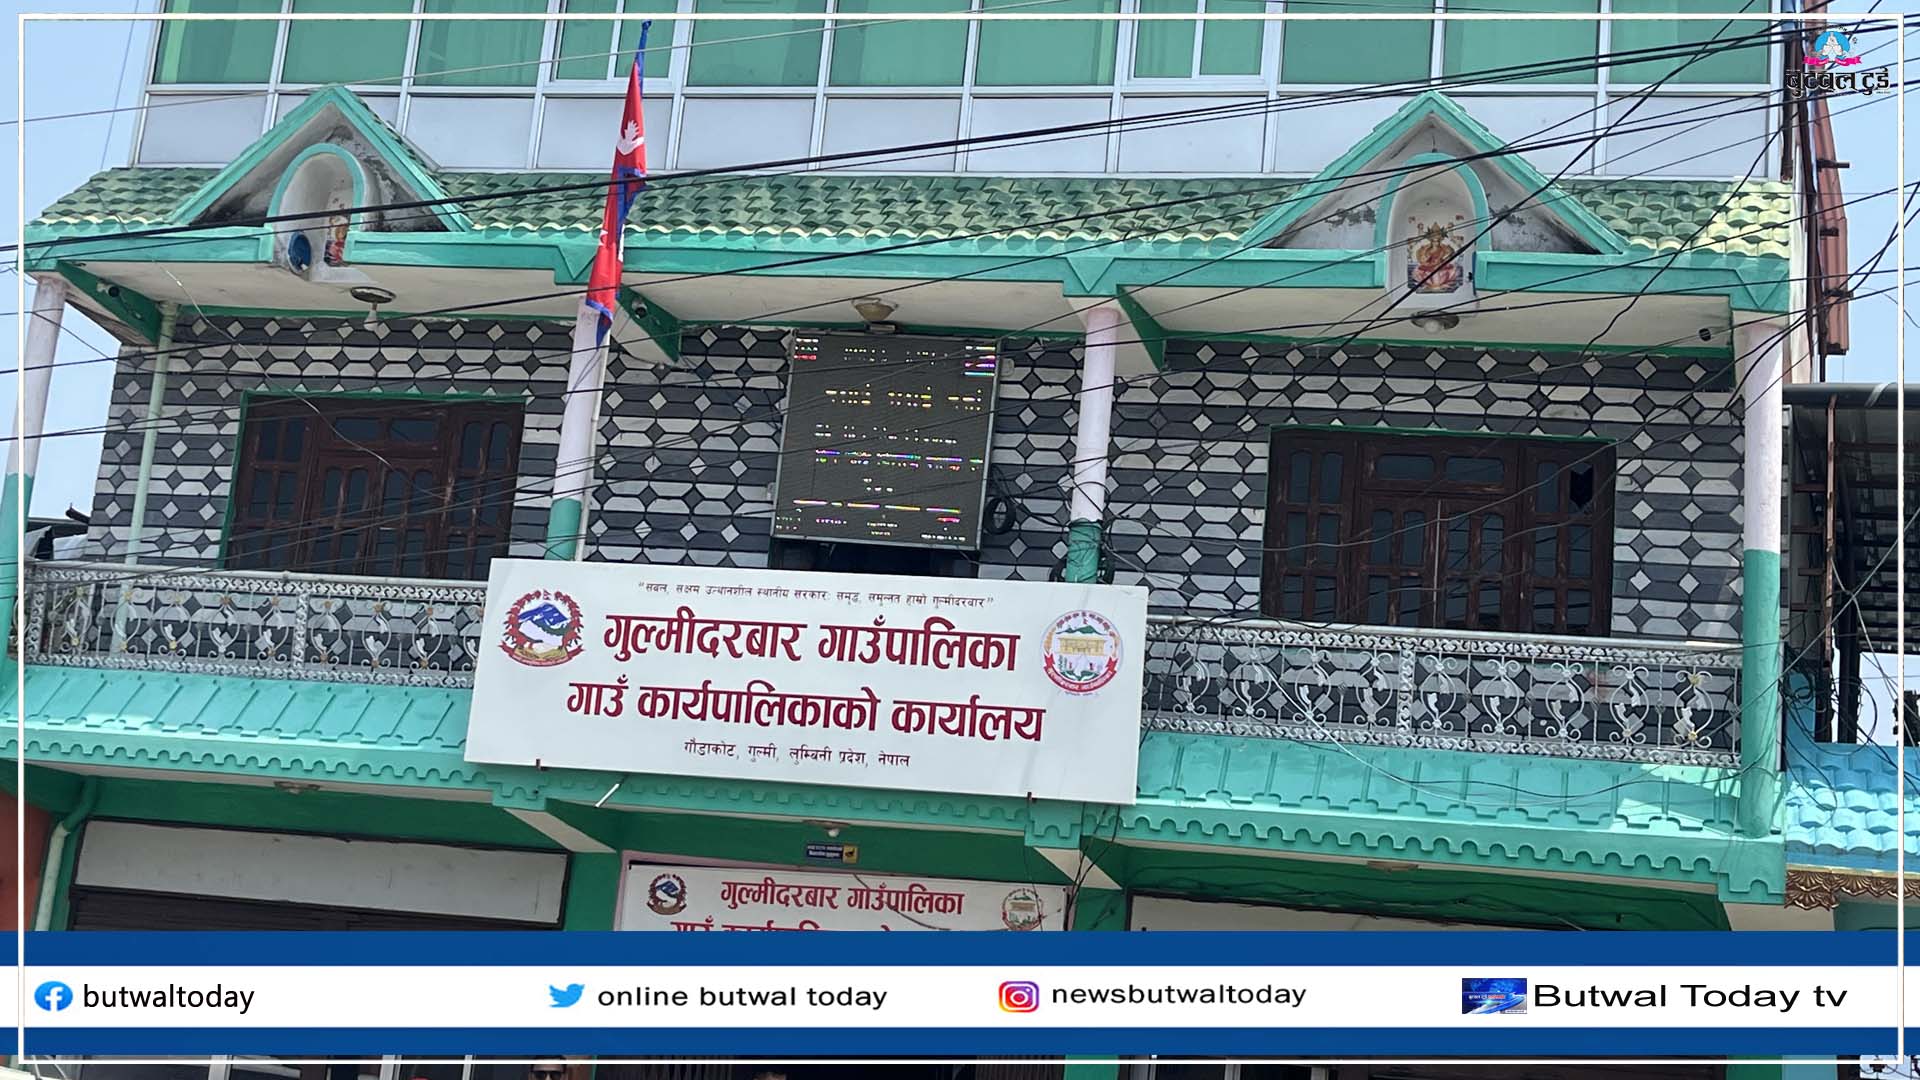 बुटवल टुडे
"सबल, सक्षम उत्थानशील स्थानीय सरकारः समृद्ध, समुन्नत हाम्रो गुल्मीदरबार"
गुल्मीदरबार गाउँपालिका
गाउँ कार्यपालिकाको कार्यालय
गौडाकोट, गुल्मी, लुम्बिनी प्रदेश, नेपाल
गुल्मीदरबार गाउँपालिका
butwaltoday
online butwal today
newsbutwaltoday
Butwal Today tv